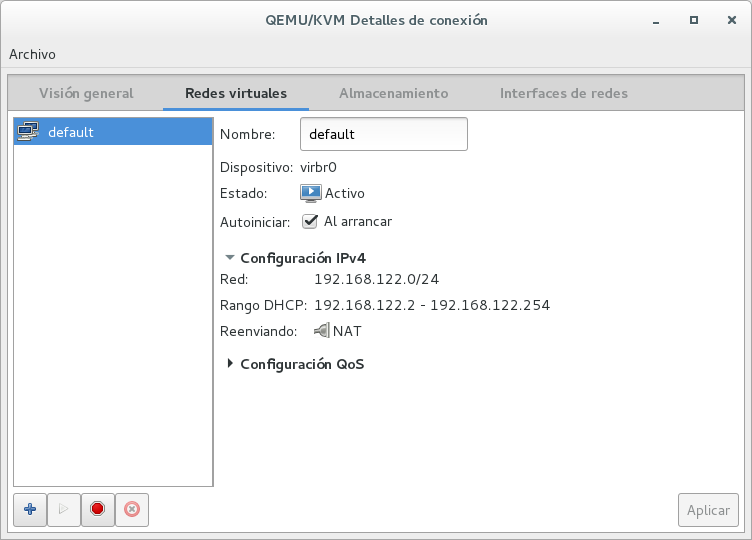 QEMU/KVM Detalles de conexión
Archivo
Visión general Redes virtuales Almacenamiento Interfaces de redes
default
Nombre: default
Dispositivo: virbr0
Estado: Activo
Autoiniciar: Al arrancar
Configuración IPv4
Red: 192.168.122.0/24
Rango DHCP: 192.168.122.2 - 192.168.122.254
Reenviando: NAT
Configuración QoS
Aplicar